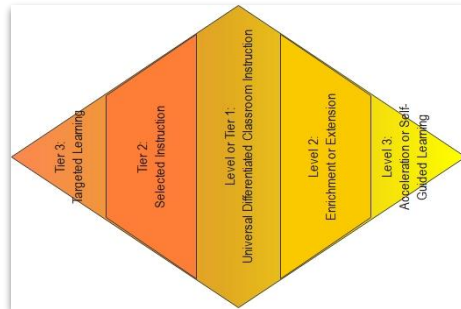 Tier 3:
Targeted Learning
Tier 2:
Selected Instruction
Level or Tier 1:
Universal Differentiated Classroom Instruction
Level 2:
Enrichment or Extension
Level 3:
Acceleration or Self-
Guided Learning